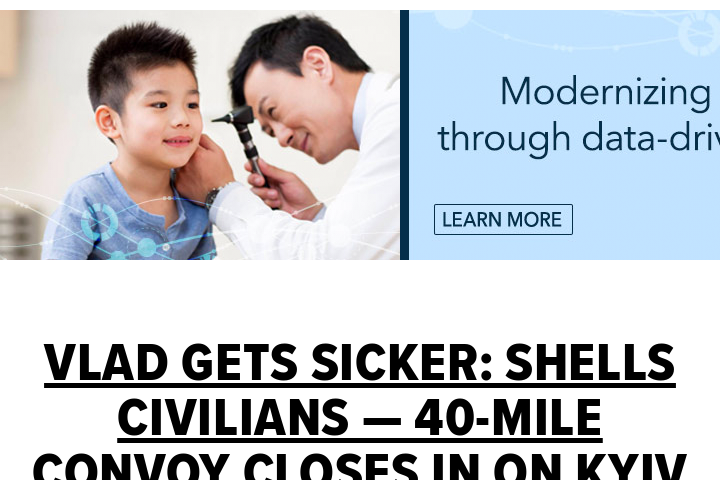 Modernizing
through data-driv
LEARN MORE
VLAD GETS SICKER: SHELLS
CIVILIANS — 40-MILE
CONVOY CLOSES IN ON KYIV